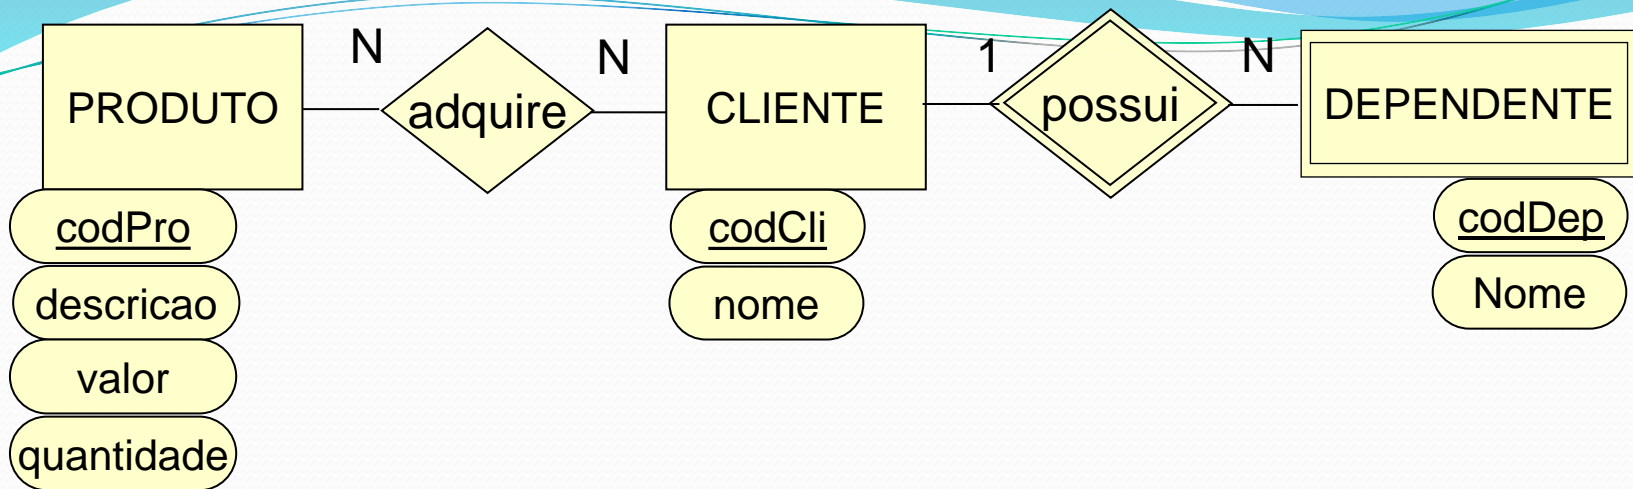 N N 1 N
PRODUTO adquire CLIENTE possui DEPENDENTE
codPro codCli codDep
descricao nome Nome
valor
quantidade